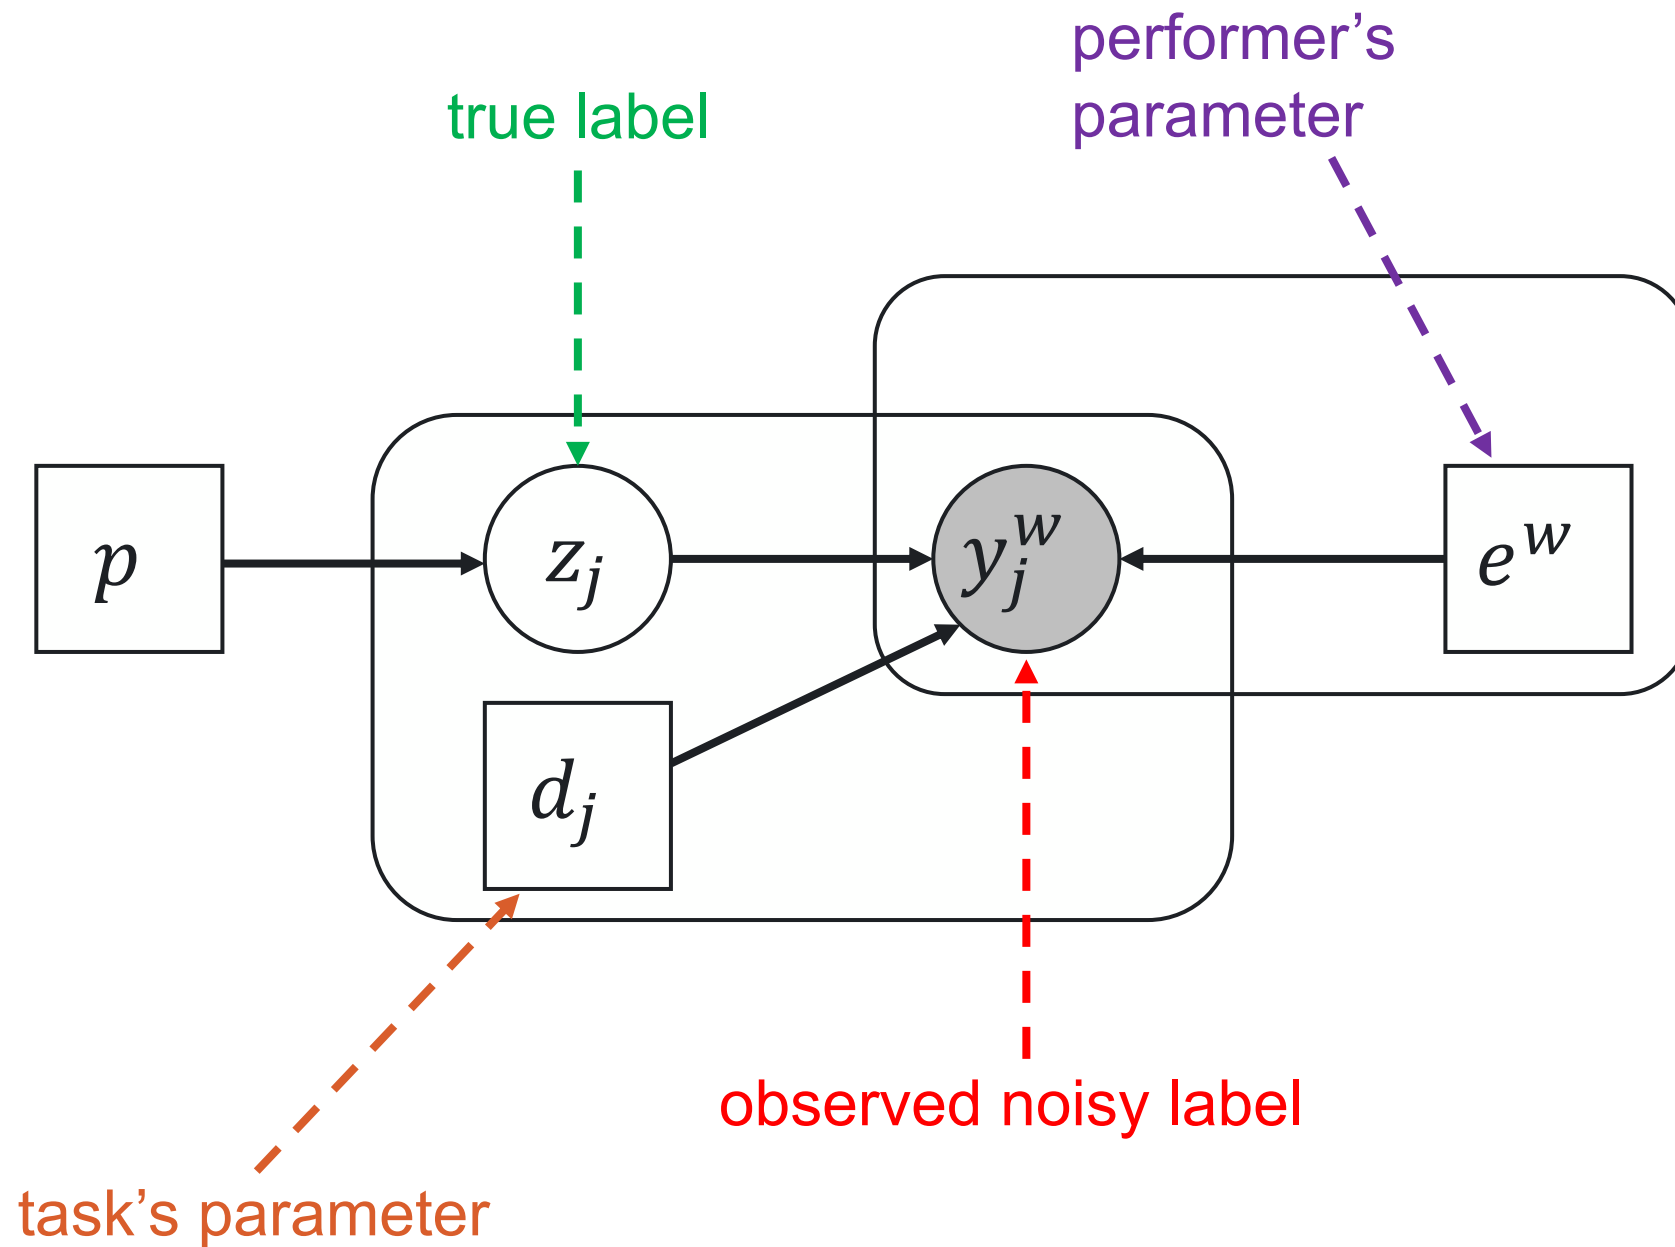 performer’s
parameter
true label
p
z_j
y_j^w
e^w
d_j
observed noisy label
task’s parameter